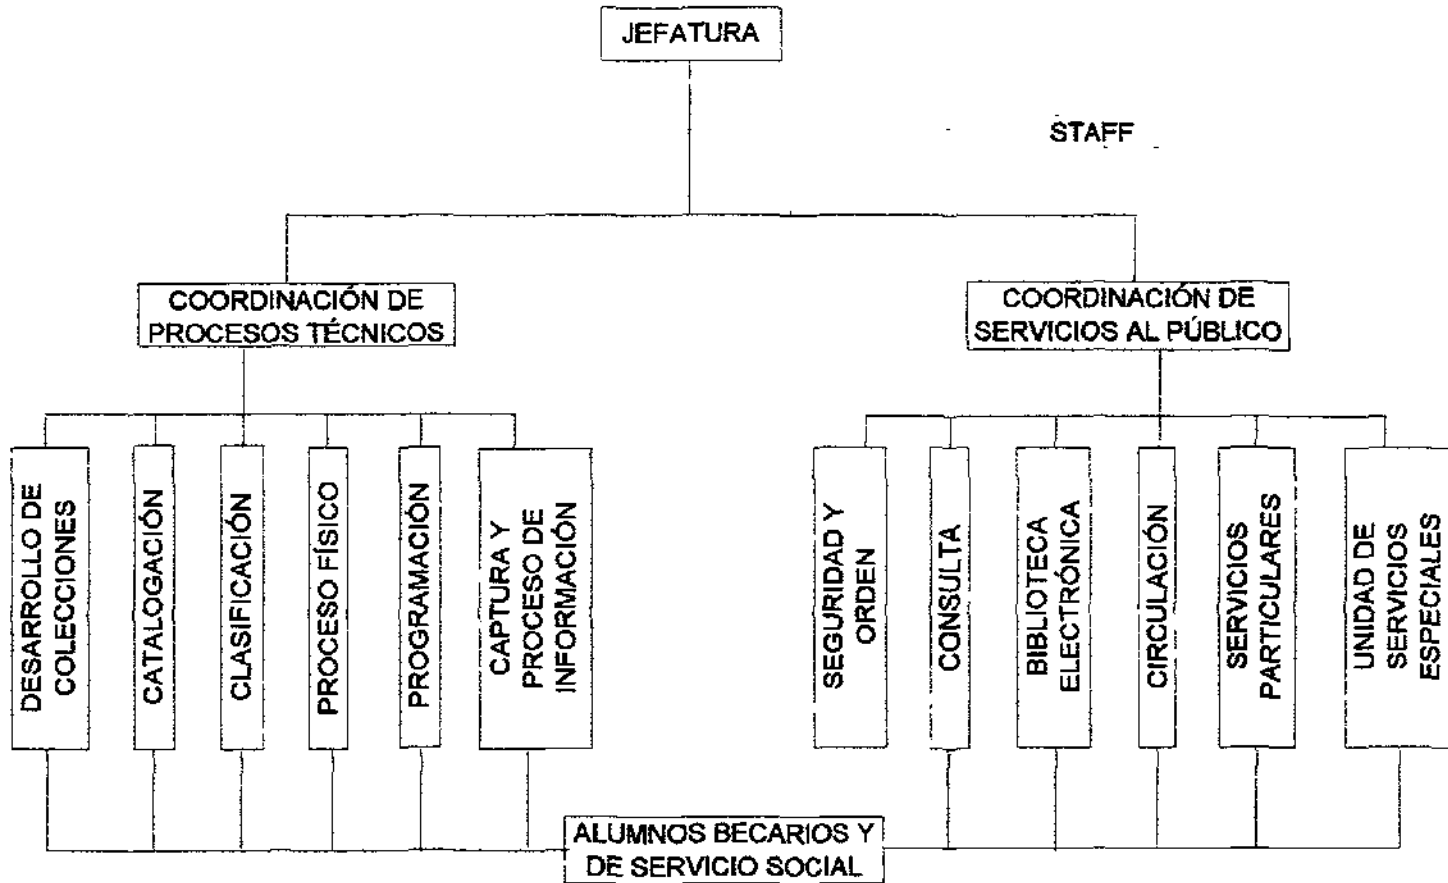 JEFATURA
STAFF
COORDINACIÓN DE
PROCESOS TÉCNICOS
COORDINACIÓN DE
SERVICIOS AL PÚBLICO
DESARROLLO DE
COLECCIONES
CATALOGACIÓN
CLASIFICACIÓN
PROCESO FÍSICO
PROGRAMACIÓN
CAPTURA Y
PROCESO DE
INFORMACIÓN
SEGURIDAD Y
ORDEN
CONSULTA
BIBLIOTECA
ELECTRÓNICA
CIRCULACIÓN
SERVICIOS
PARTICULARES
UNIDAD DE
SERVICIOS
ESPECIALES
ALUMNOS BECARIOS Y
DE SERVICIO SOCIAL